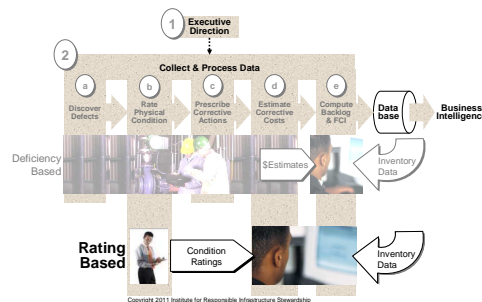 1
Executive
Direction
2
Collect & Process Data
a
b
c
d
e
Discover
Defects
Rate
Physical
Condition
Prescribe
Corrective
Actions
Estimate
Corrective
Costs
Compute
Backlog
& FCI
Data
base
Business
Intelligenc
Deficiency
Based
$Estimates
Inventory
Data
Rating
Based
Condition
Ratings
Inventory
Data
Copyright 2011 Institute for Responsible Infrastructure Stewardship